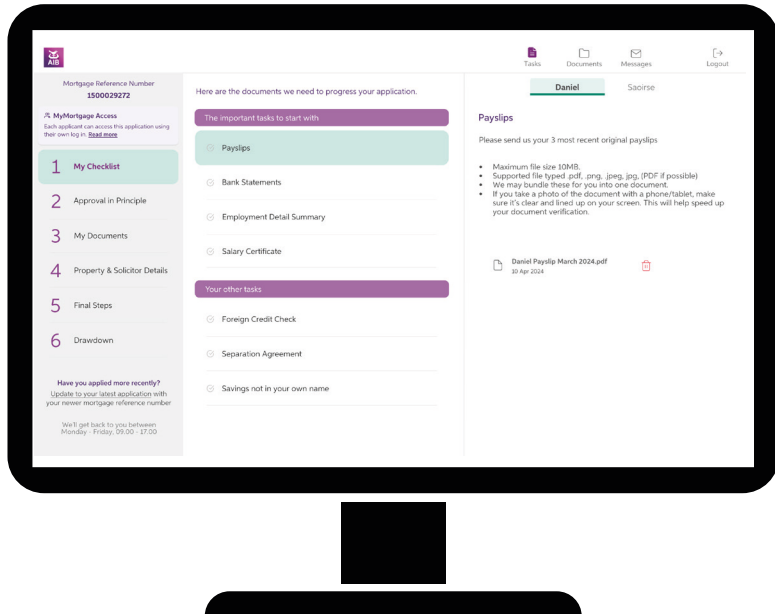 AIB
Tasks
Documents
Messages
Logout
Mortgage Reference Number
1500029272
MyMortgage Access
Each applicant can access this application using
their own log in. Read more
1 My Checklist
2 Approval in Principle
3 My Documents
4 Property & Solicitor Details
5 Final Steps
6 Drawdown
Have you applied more recently?
Update to your latest application with
your newer mortgage reference number
We'll get back to you between
Monday - Friday, 09.00 - 17.00
Here are the documents we need to progress your application.
The important tasks to start with
Payslips
Bank Statements
Employment Detail Summary
Salary Certificate
Your other tasks
Foreign Credit Check
Separation Agreement
Savings not in your own name
Daniel
Saoirse
Payslips
Please send us your 3 most recent original payslips
• Maximum file size 10MB.
• Supported file typed .pdf, .png, .jpeg, jpg, (PDF if possible)
• We may bundle these for you into one document.
• If you take a photo of the document with a phone/tablet, make
sure it's clear and lined up on your screen. This will help speed up
your document verification.
Daniel Payslip March 2024.pdf
10 Apr 2024